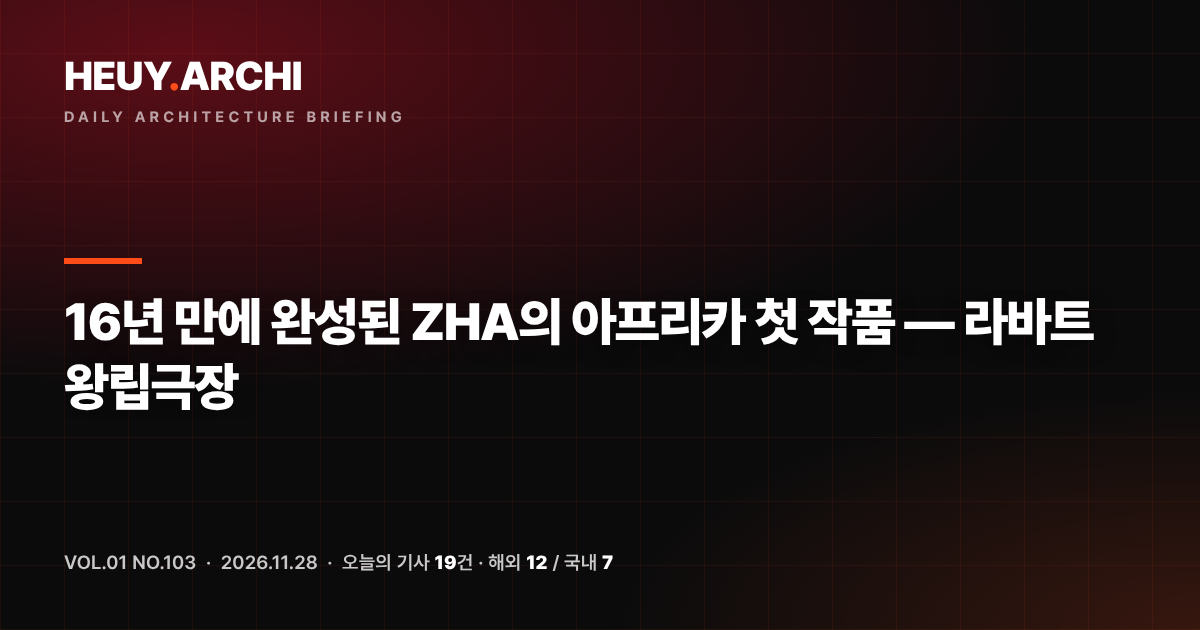 HEUY.ARCHI
DAILY ARCHITECTURE BRIEFING
16년 만에 완성된 ZHA의 아프리카 첫 작품 — 라바트
왕립극장
VOL.01 NO.103 · 2026.11.28 · 오늘의 기사 19건 · 해외 12 / 국내 7